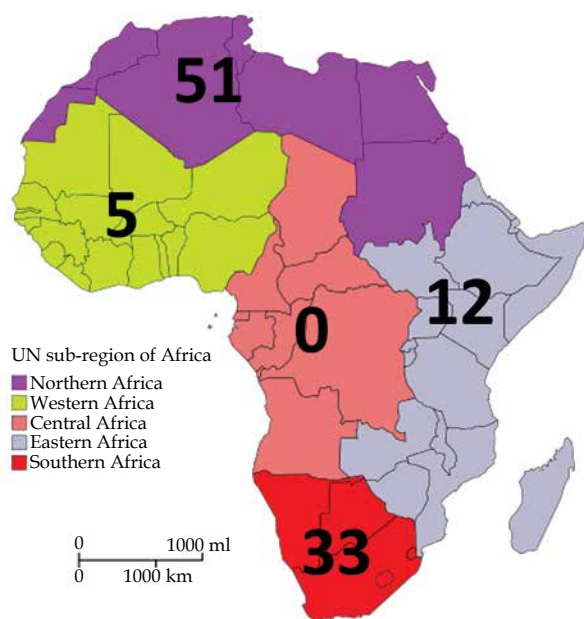 51
5
12
0
UN sub-region of Africa
Northern Africa
Western Africa
Central Africa
Eastern Africa
Southern Africa
33
0 1000 ml
0 1000 km